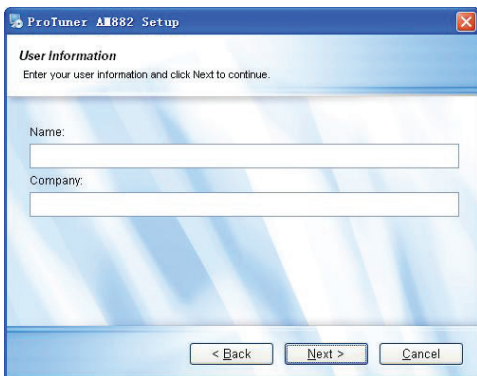 ProTuner AM882 Setup
User Information
Enter your user information and click Next to continue.
Name:
Company:
< Back
Next >
Cancel